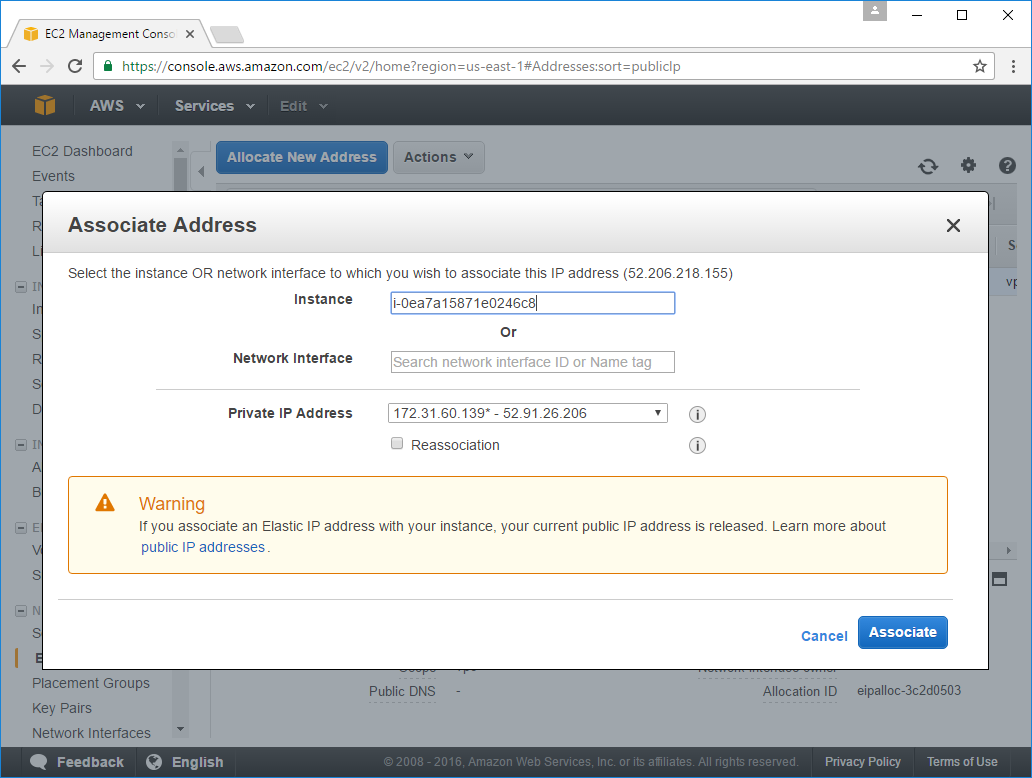 EC2 Management Conso
https://console.aws.amazon.com/ec2/v2/home?region=us-east-1#Addresses:sort=publicIp
AWS Services Edit
EC2 Dashboard
Events
Allocate New Address Actions
Associate Address
Select the instance OR network interface to which you wish to associate this IP address (52.206.218.155)
Instance i-0ea7a15871e0246c8
Or
Network Interface Search network interface ID or Name tag
Private IP Address 172.31.60.139* - 52.91.26.206
Reassociation
Warning
If you associate an Elastic IP address with your instance, your current public IP address is released. Learn more about
public IP addresses.
Cancel Associate
Placement Groups
Key Pairs
Network Interfaces
Public DNS -
Allocation ID eipalloc-3c2d0503
Feedback English © 2008 - 2016, Amazon Web Services, Inc. or its affiliates. All rights reserved. Privacy Policy Terms of Use